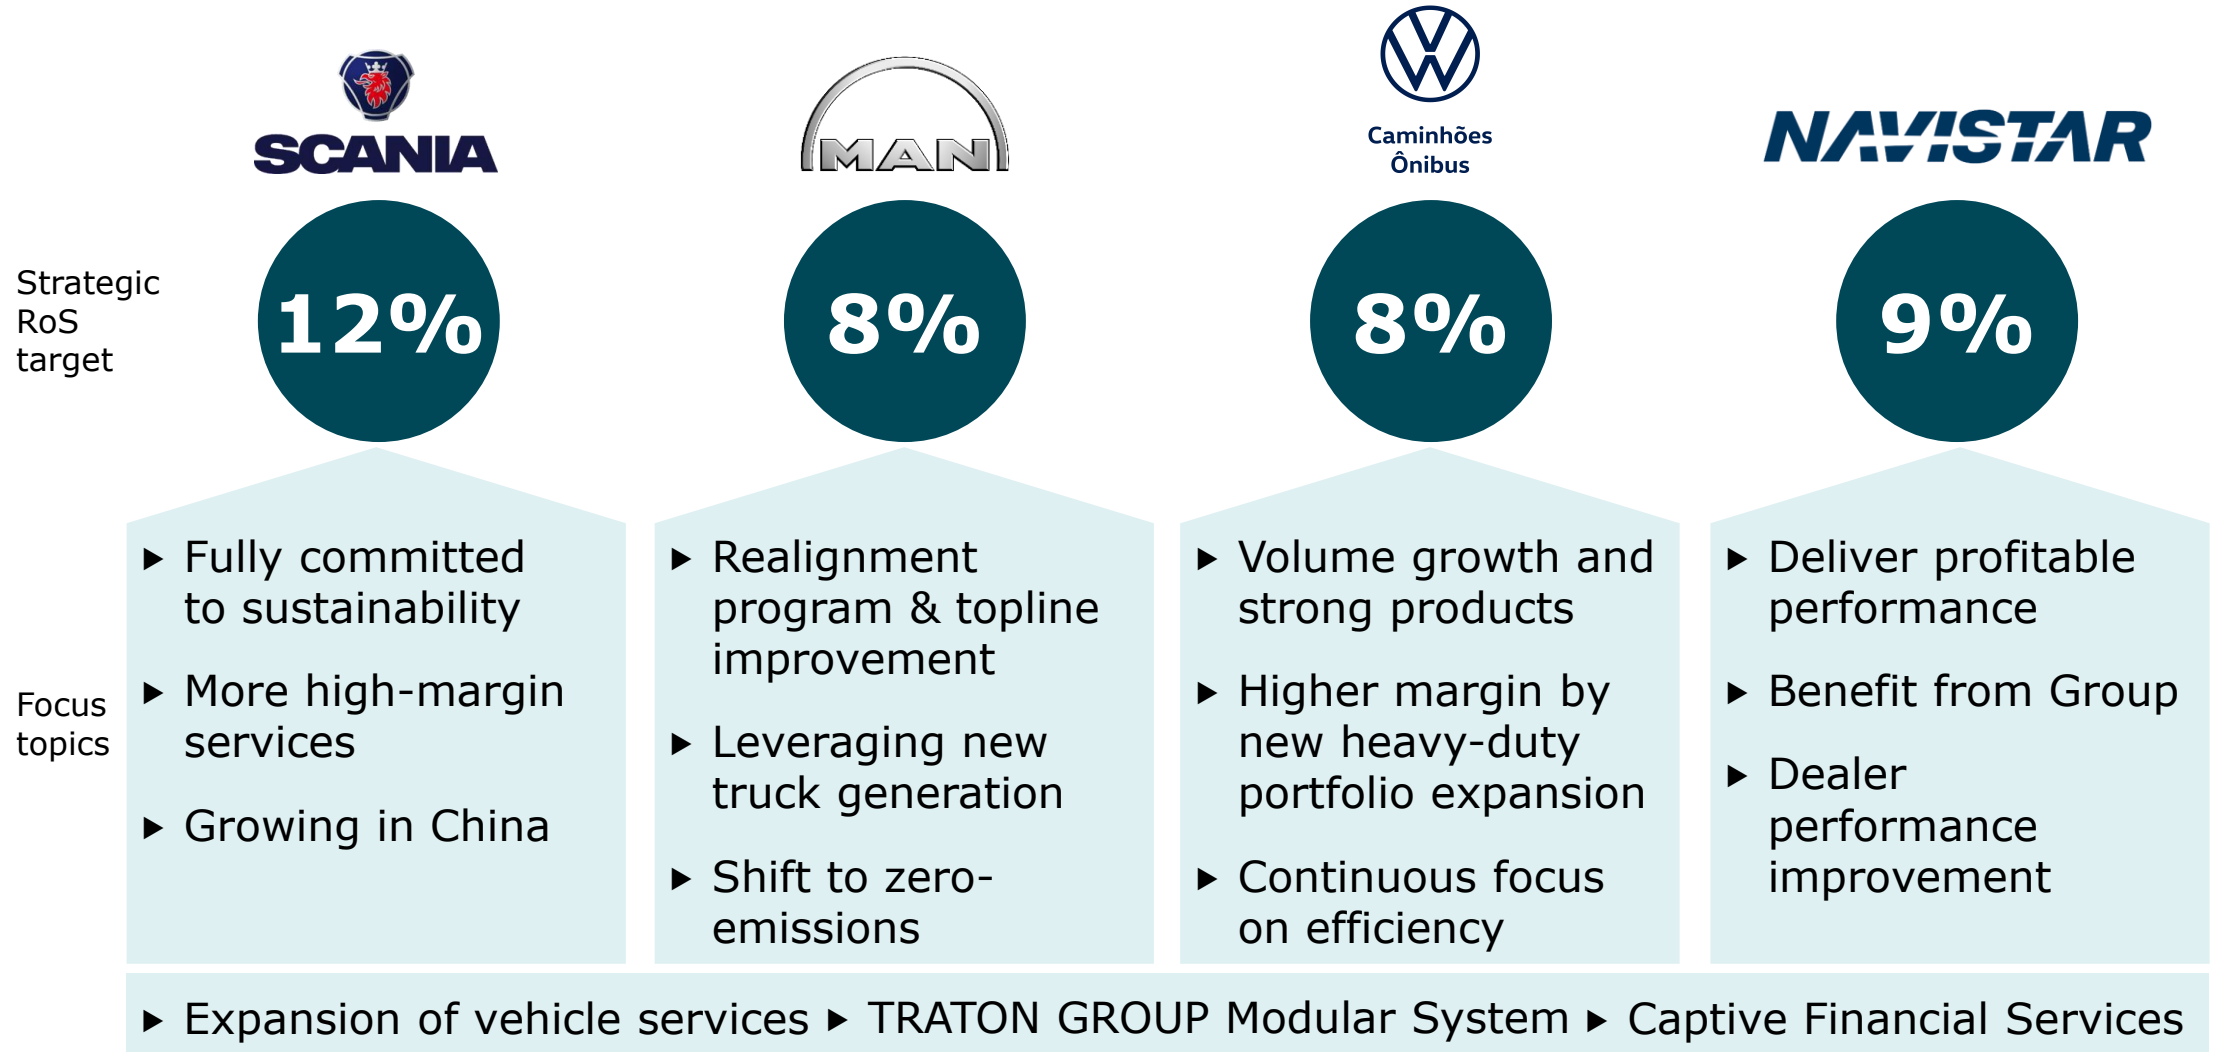 SCANIA
MAN
Caminhões
Ônibus
NAVISTAR
Strategic
RoS
target
12%
8%
8%
9%
Focus
topics
▶ Fully committed
to sustainability
▶ More high-margin
services
▶ Growing in China
▶ Realignment
program & topline
improvement
▶ Leveraging new
truck generation
▶ Shift to zero-
emissions
▶ Volume growth and
strong products
▶ Higher margin by
new heavy-duty
portfolio expansion
▶ Continuous focus
on efficiency
▶ Deliver profitable
performance
▶ Benefit from Group
▶ Dealer
performance
improvement
▶ Expansion of vehicle services ▶ TRATON GROUP Modular System ▶ Captive Financial Services